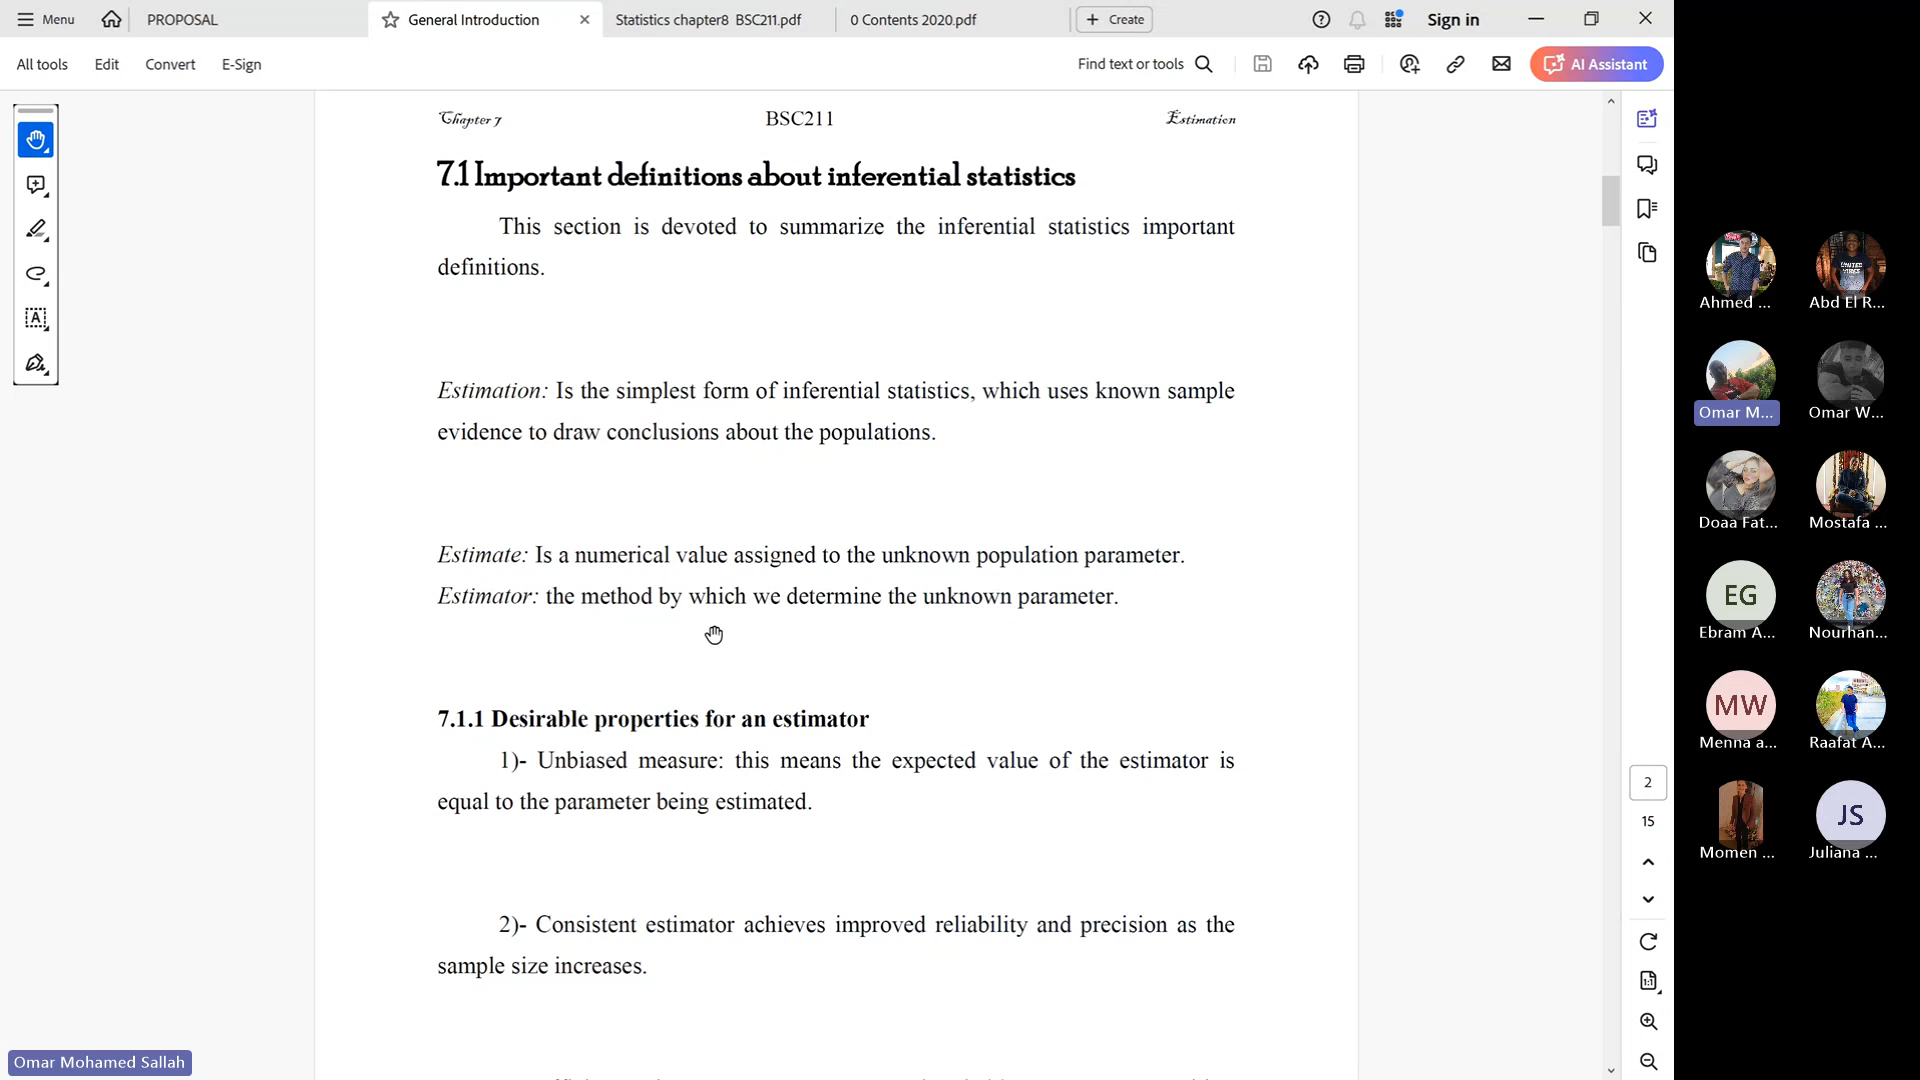 Menu
PROPOSAL
General Introduction
Statistics chapter8 BSC211.pdf
0 Contents 2020.pdf
+ Create
Sign in
All tools
Edit
Convert
E-Sign
Find text or tools
AI Assistant
Chapter 7
BSC211
Estimation
7.1 Important definitions about inferential statistics
This section is devoted to summarize the inferential statistics important
definitions.
Estimation: Is the simplest form of inferential statistics, which uses known sample
evidence to draw conclusions about the populations.
Estimate: Is a numerical value assigned to the unknown population parameter.
Estimator: the method by which we determine the unknown parameter.
7.1.1 Desirable properties for an estimator
1)- Unbiased measure: this means the expected value of the estimator is
equal to the parameter being estimated.
2)- Consistent estimator achieves improved reliability and precision as the
sample size increases.
2
15
Ahmed ...
Abd El R...
UNITED
VIBES
Omar M...
Omar W...
Doaa Fat...
Mostafa ...
EG
Ebram A...
Nourhan...
MW
Menna a...
Raafat A...
Momen ...
JS
Juliana ...
Omar Mohamed Sallah